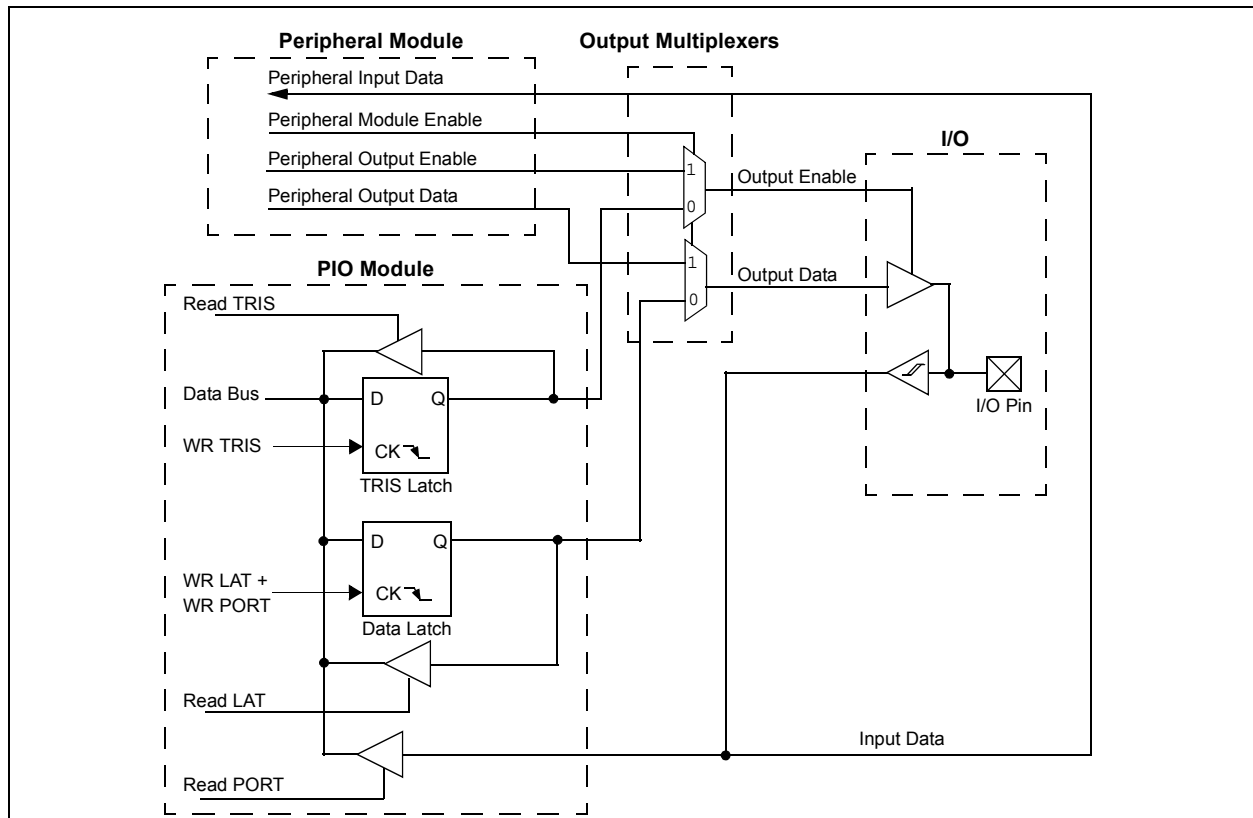 Peripheral Module
Output Multiplexers
Peripheral Input Data
Peripheral Module Enable
Peripheral Output Enable
Peripheral Output Data
1
0
1
0
Output Enable
Output Data
I/O
I/O Pin
PIO Module
Read TRIS
Data Bus
D Q
WR TRIS
CK
TRIS Latch
D Q
WR LAT +
WR PORT
CK
Data Latch
Read LAT
Input Data
Read PORT